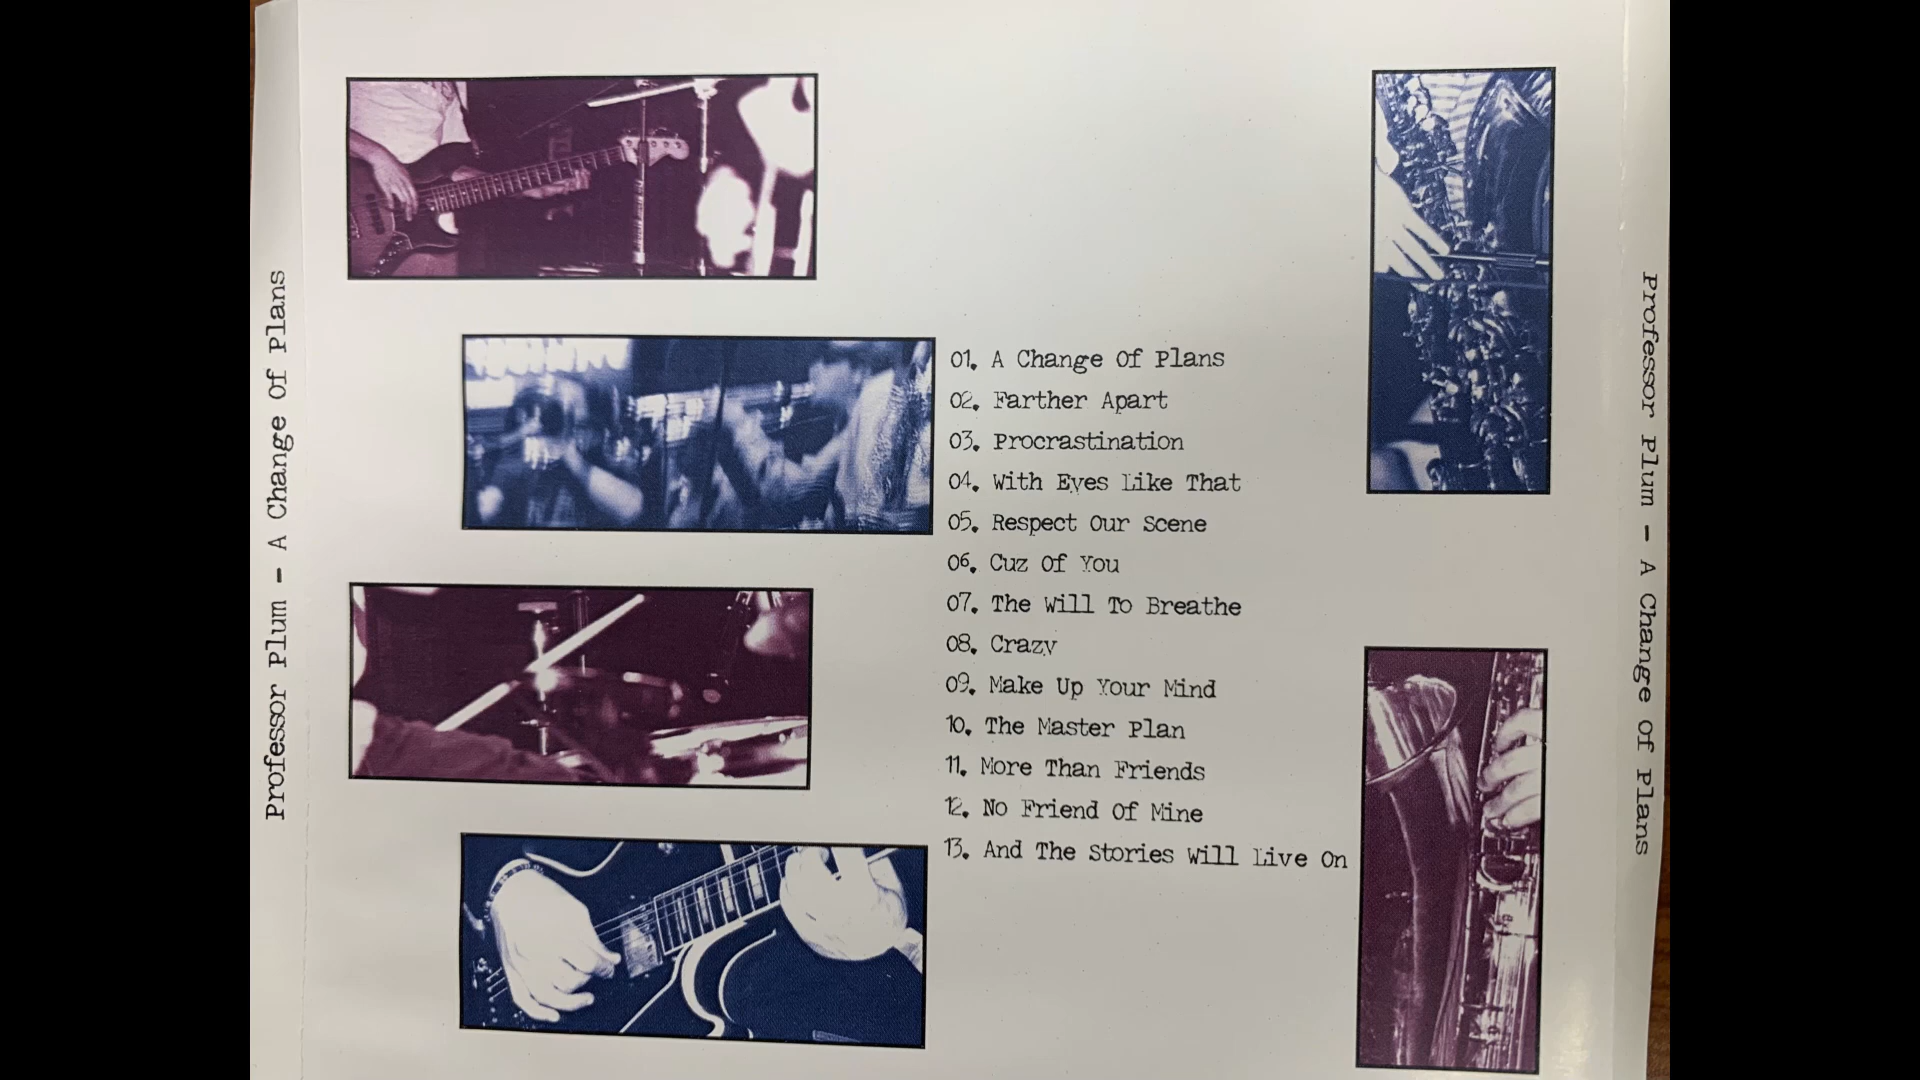 Professor Plum - A Change Of Plans
01. A Change Of Plans
02. Farther Apart
03. Procrastination
04. With Eyes Like That
05. Respect Our Scene
06. Cuz Of You
07. The Will To Breathe
08. Crazy
09. Make Up Your Mind
10. The Master Plan
11. More Than Friends
12. No Friend Of Mine
13. And The Stories Will Live On
Professor Plum - A Change Of Plans